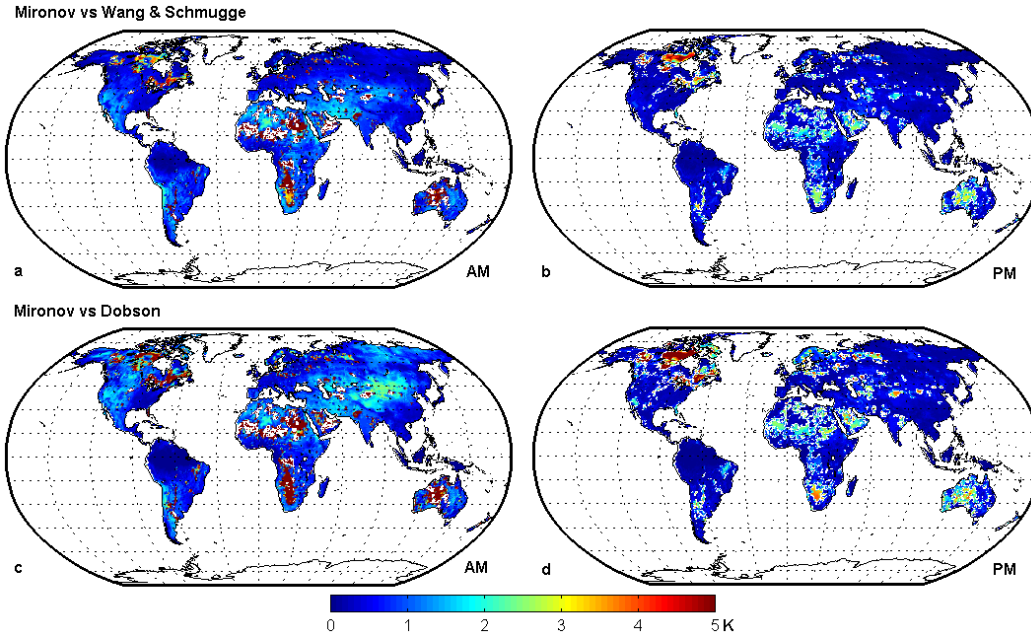 Mironov vs Wang & Schmugge
a AM
b PM
Mironov vs Dobson
c AM
d PM
0 1 2 3 4 5 K